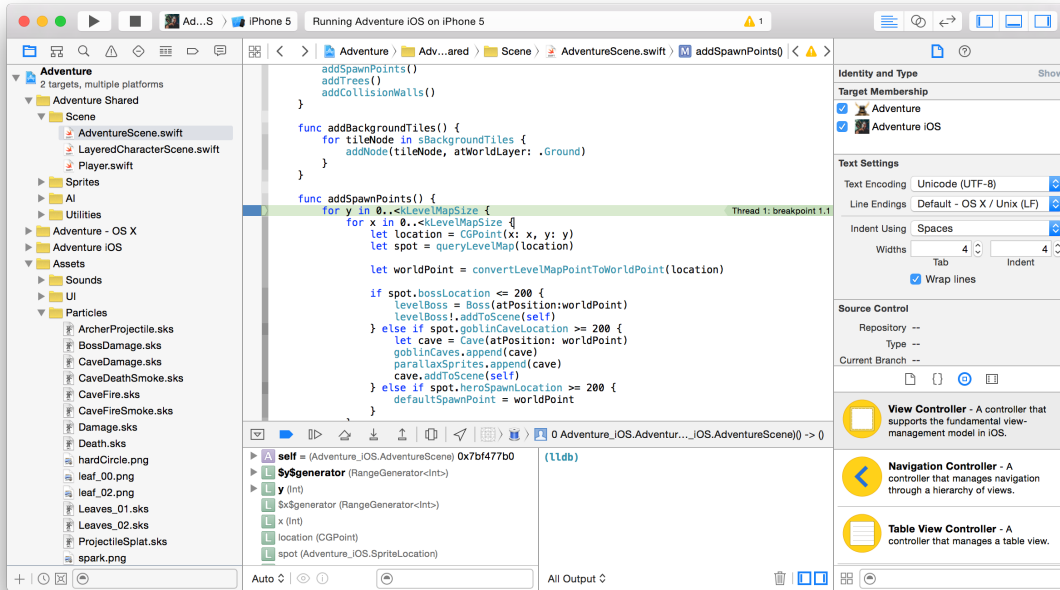 Ad...S
iPhone 5
Running Adventure iOS on iPhone 5
1
Adventure
Adv...ared
Scene
AdventureScene.swift
M
addSpawnPoints()
Adventure
2 targets, multiple platforms
Adventure Shared
Scene
AdventureScene.swift
LayeredCharacterScene.swift
Player.swift
Sprites
AI
Utilities
Adventure - OS X
Adventure iOS
Assets
Sounds
UI
Particles
ArcherProjectile.sks
BossDamage.sks
CaveDamage.sks
CaveDeathSmoke.sks
CaveFire.sks
CaveFireSmoke.sks
Damage.sks
Death.sks
hardCircle.png
leaf_00.png
leaf_02.png
Leaves_01.sks
Leaves_02.sks
ProjectileSplat.sks
spark.png
addSpawnPoints()
addTrees()
addCollisionWalls()
}
func addBackgroundTiles() {
for tileNode in sBackgroundTiles {
addNode(tileNode, atWorldLayer: .Ground)
}
}
func addSpawnPoints() {
for y in 0..<kLevelMapSize {
Thread 1: breakpoint 1.1
for x in 0..<kLevelMapSize {
let location = CGPoint(x: x, y: y)
let spot = queryLevelMap(location)
let worldPoint = convertLevelMapPointToWorldPoint(location)
if spot.bossLocation <= 200 {
levelBoss = Boss(atPosition:worldPoint)
levelBoss!.addToScene(self)
} else if spot.goblinCaveLocation >= 200 {
let cave = Cave(atPosition: worldPoint)
goblinCaves.append(cave)
parallaxSprites.append(cave)
cave.addToScene(self)
} else if spot.heroSpawnLocation >= 200 {
defaultSpawnPoint = worldPoint
}
0 Adventure_iOS.Adventur..._iOS.AdventureScene)() -> ()
A self = (Adventure_iOS.AdventureScene) 0x7bf477b0
L $y$generator (RangeGenerator<Int>)
L y (Int)
L $x$generator (RangeGenerator<Int>)
L x (Int)
L location (CGPoint)
L spot (Adventure_iOS.SpriteLocation)
(lldb)
Auto
All Output
Identity and Type
Show
Target Membership
Adventure
Adventure iOS
Text Settings
Text Encoding
Unicode (UTF-8)
Line Endings
Default - OS X / Unix (LF)
Indent Using
Spaces
Widths
4
4
Tab
Indent
Wrap lines
Source Control
Repository --
Type --
Current Branch --
{}
View Controller - A controller that
supports the fundamental view-
management model in iOS.
Navigation Controller - A
controller that manages navigation
through a hierarchy of views.
Table View Controller - A
controller that manages a table view.